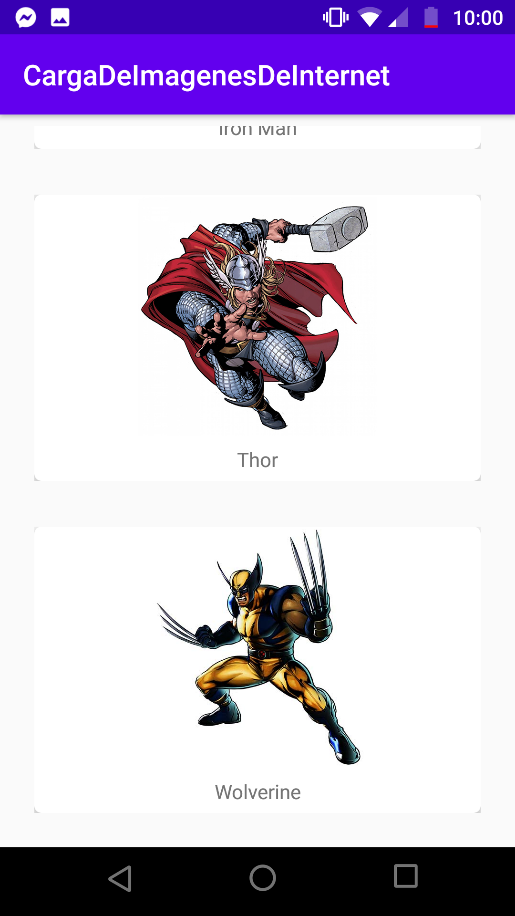 10:00
CargaDeImagenesDeInternet
Iron Man
Thor
Wolverine